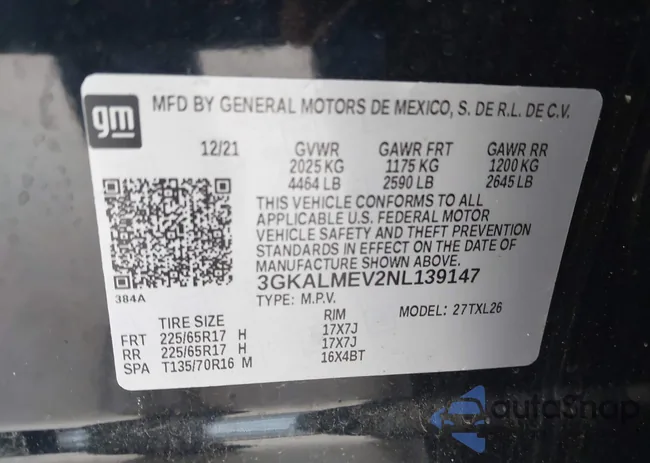 gm
MFD BY GENERAL MOTORS DE MEXICO, S. DE R.L. DE C.V.
12/21 GVWR GAWR FRT GAWR RR
2025 KG 1175 KG 1200 KG
4464 LB 2590 LB 2645 LB
THIS VEHICLE CONFORMS TO ALL
APPLICABLE U.S. FEDERAL MOTOR
VEHICLE SAFETY AND THEFT PREVENTION
STANDARDS IN EFFECT ON THE DATE OF
MANUFACTURE SHOWN ABOVE.
3GKALMEV2NL139147
384A
TYPE: M.P.V. MODEL: 27TXL26
TIRE SIZE RIM
FRT 225/65R17 H 17X7J
RR 225/65R17 H 17X7J
SPA T135/70R16 M 16X4BT
autoShap
autoshap.com